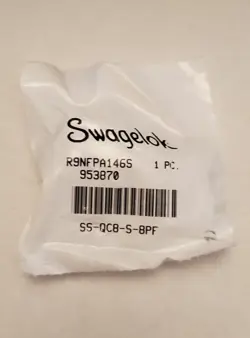 Swagelok
R9NFPA146S 1 PC.
953870
SS-QC8-S-8PF